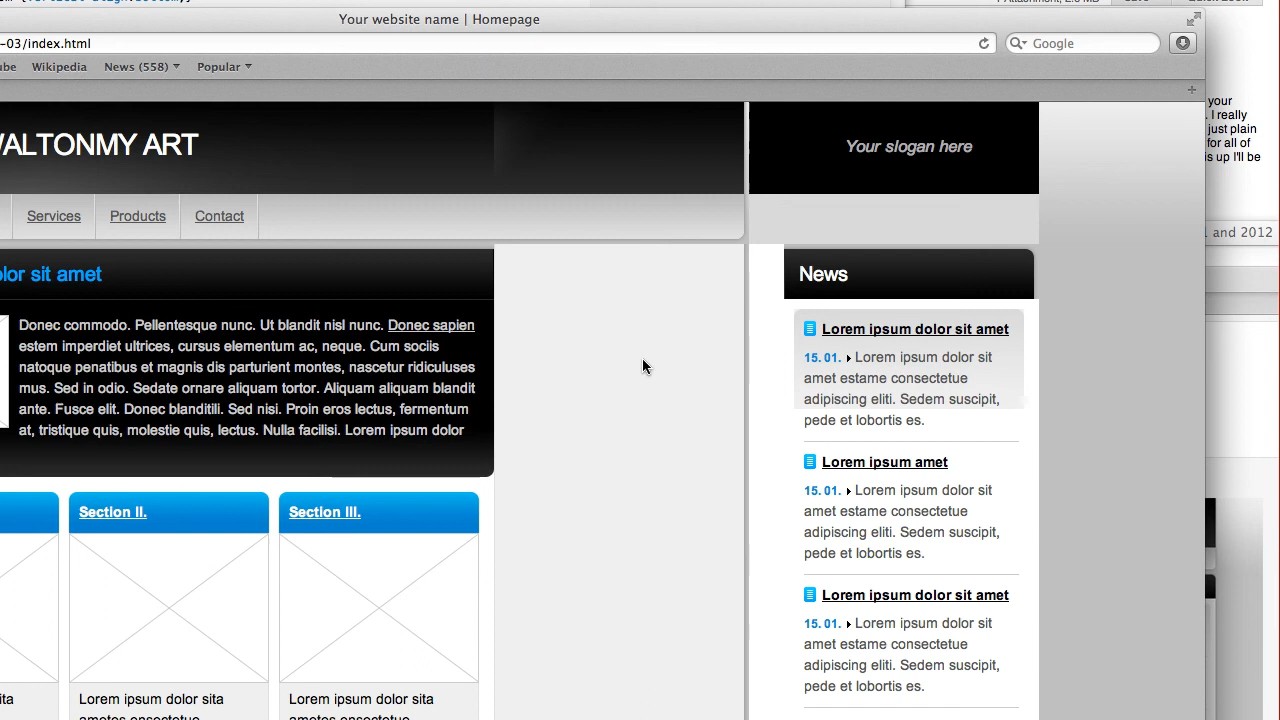 Your website name | Homepage
-03/index.html
Google
Wikipedia
News (558)
Popular
your
. I really
just plain
for all of
s up I'll be
and 2012
WALTONMY ART
Your slogan here
Services
Products
Contact
olor sit amet
Donec commodo. Pellentesque nunc. Ut blandit nisl nunc. Donec sapien
estem imperdiet ultrices, cursus elementum ac, neque. Cum sociis
natoque penatibus et magnis dis parturient montes, nascetur ridiculuses
mus. Sed in odio. Sedate ornare aliquam tortor. Aliquam aliquam blandit
ante. Fusce elit. Donec blanditili. Sed nisi. Proin eros lectus, fermentum
at, tristique quis, molestie quis, lectus. Nulla facilisi. Lorem ipsum dolor
Section II.
Section III.
Lorem ipsum dolor sita
ametos consectetue
Lorem ipsum dolor sita
ametos consectetue
News
Lorem ipsum dolor sit amet
15. 01. Lorem ipsum dolor sit
amet estame consectetue
adipiscing eliti. Sedem suscipit,
pede et lobortis es.
Lorem ipsum amet
15. 01. Lorem ipsum dolor sit
amet estame consectetue
adipiscing eliti. Sedem suscipit,
pede et lobortis es.
Lorem ipsum dolor sit amet
15. 01. Lorem ipsum dolor sit
amet estame consectetue
adipiscing eliti. Sedem suscipit,
pede et lobortis es.